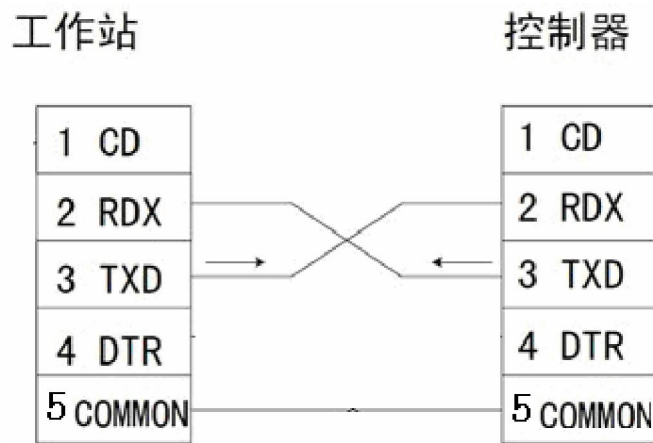 工作站
控制器
1 CD
2 RDX
3 TXD
4 DTR
5 COMMON
1 CD
2 RDX
3 TXD
4 DTR
5 COMMON